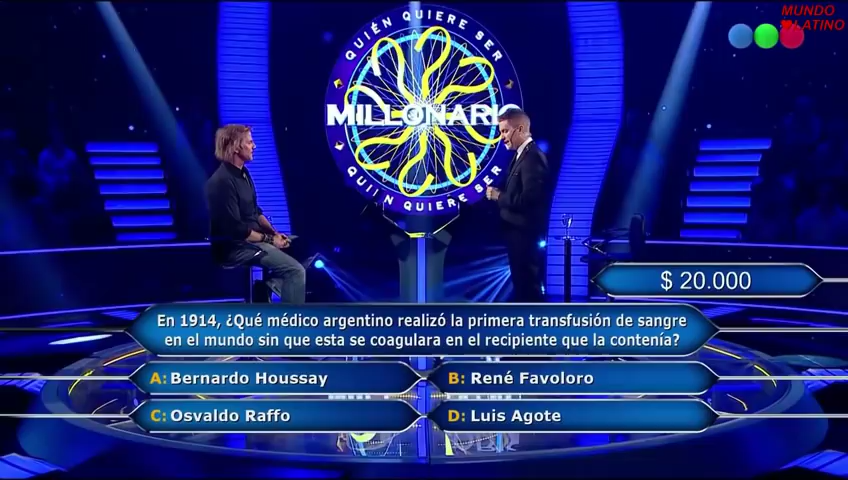 MUNDO
LATINO
QUIÉN QUIERE SER
MILLONARIO
QUIÉN QUIERE SER
$ 20.000
En 1914, ¿Qué médico argentino realizó la primera transfusión de sangre
en el mundo sin que esta se coagulara en el recipiente que la contenía?
A: Bernardo Houssay
B: René Favoloro
C: Osvaldo Raffo
D: Luis Agote